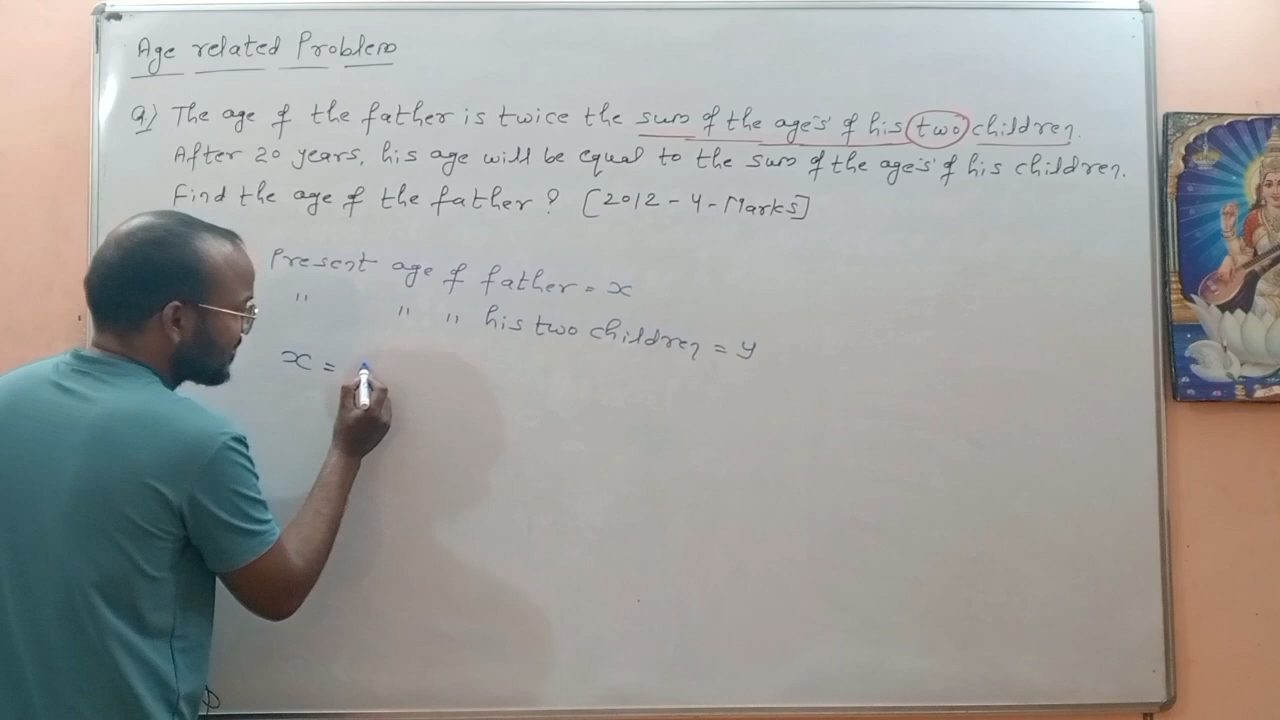 Age related Problem
Q) The age of the father is twice the sum of the ages' of his two children.
After 20 years, his age will be equal to the sum of the ages' of his children.
Find the age of the father? [2012-4-Marks]
Present age of father = x
" " " his two children = y
x =